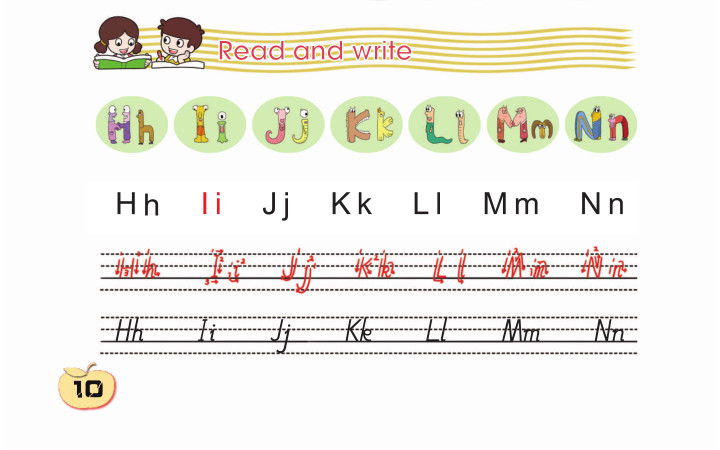 Read and write
Hh Ii Jj Kk Ll Mm Nn
Hh Ii Jj Kk Ll Mm Nn
Hh Ii Jj Kk Ll Mm Nn
Hh Ii Jj Kk Ll Mm Nn
10